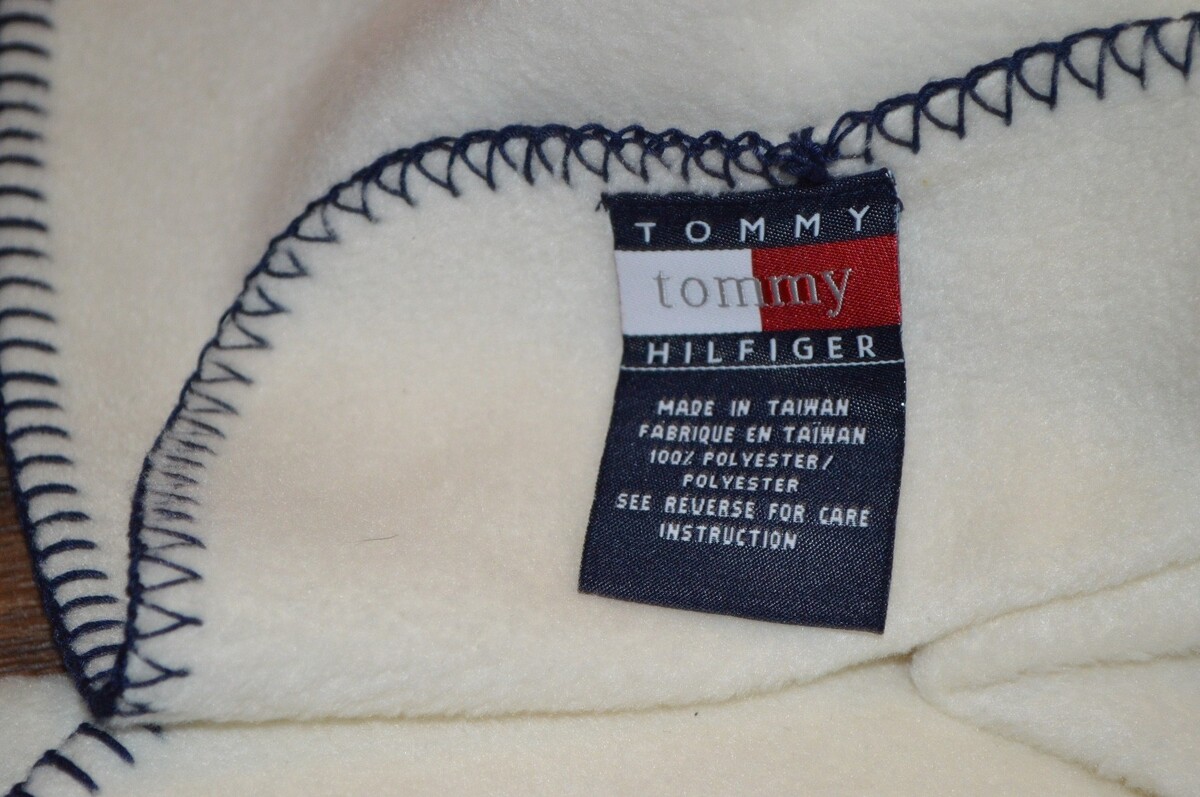 TOMMY
tommy
HILFIGER
MADE IN TAIWAN
FABRIQUE EN TAÏWAN
100% POLYESTER/
POLYESTER
SEE REVERSE FOR CARE
INSTRUCTION